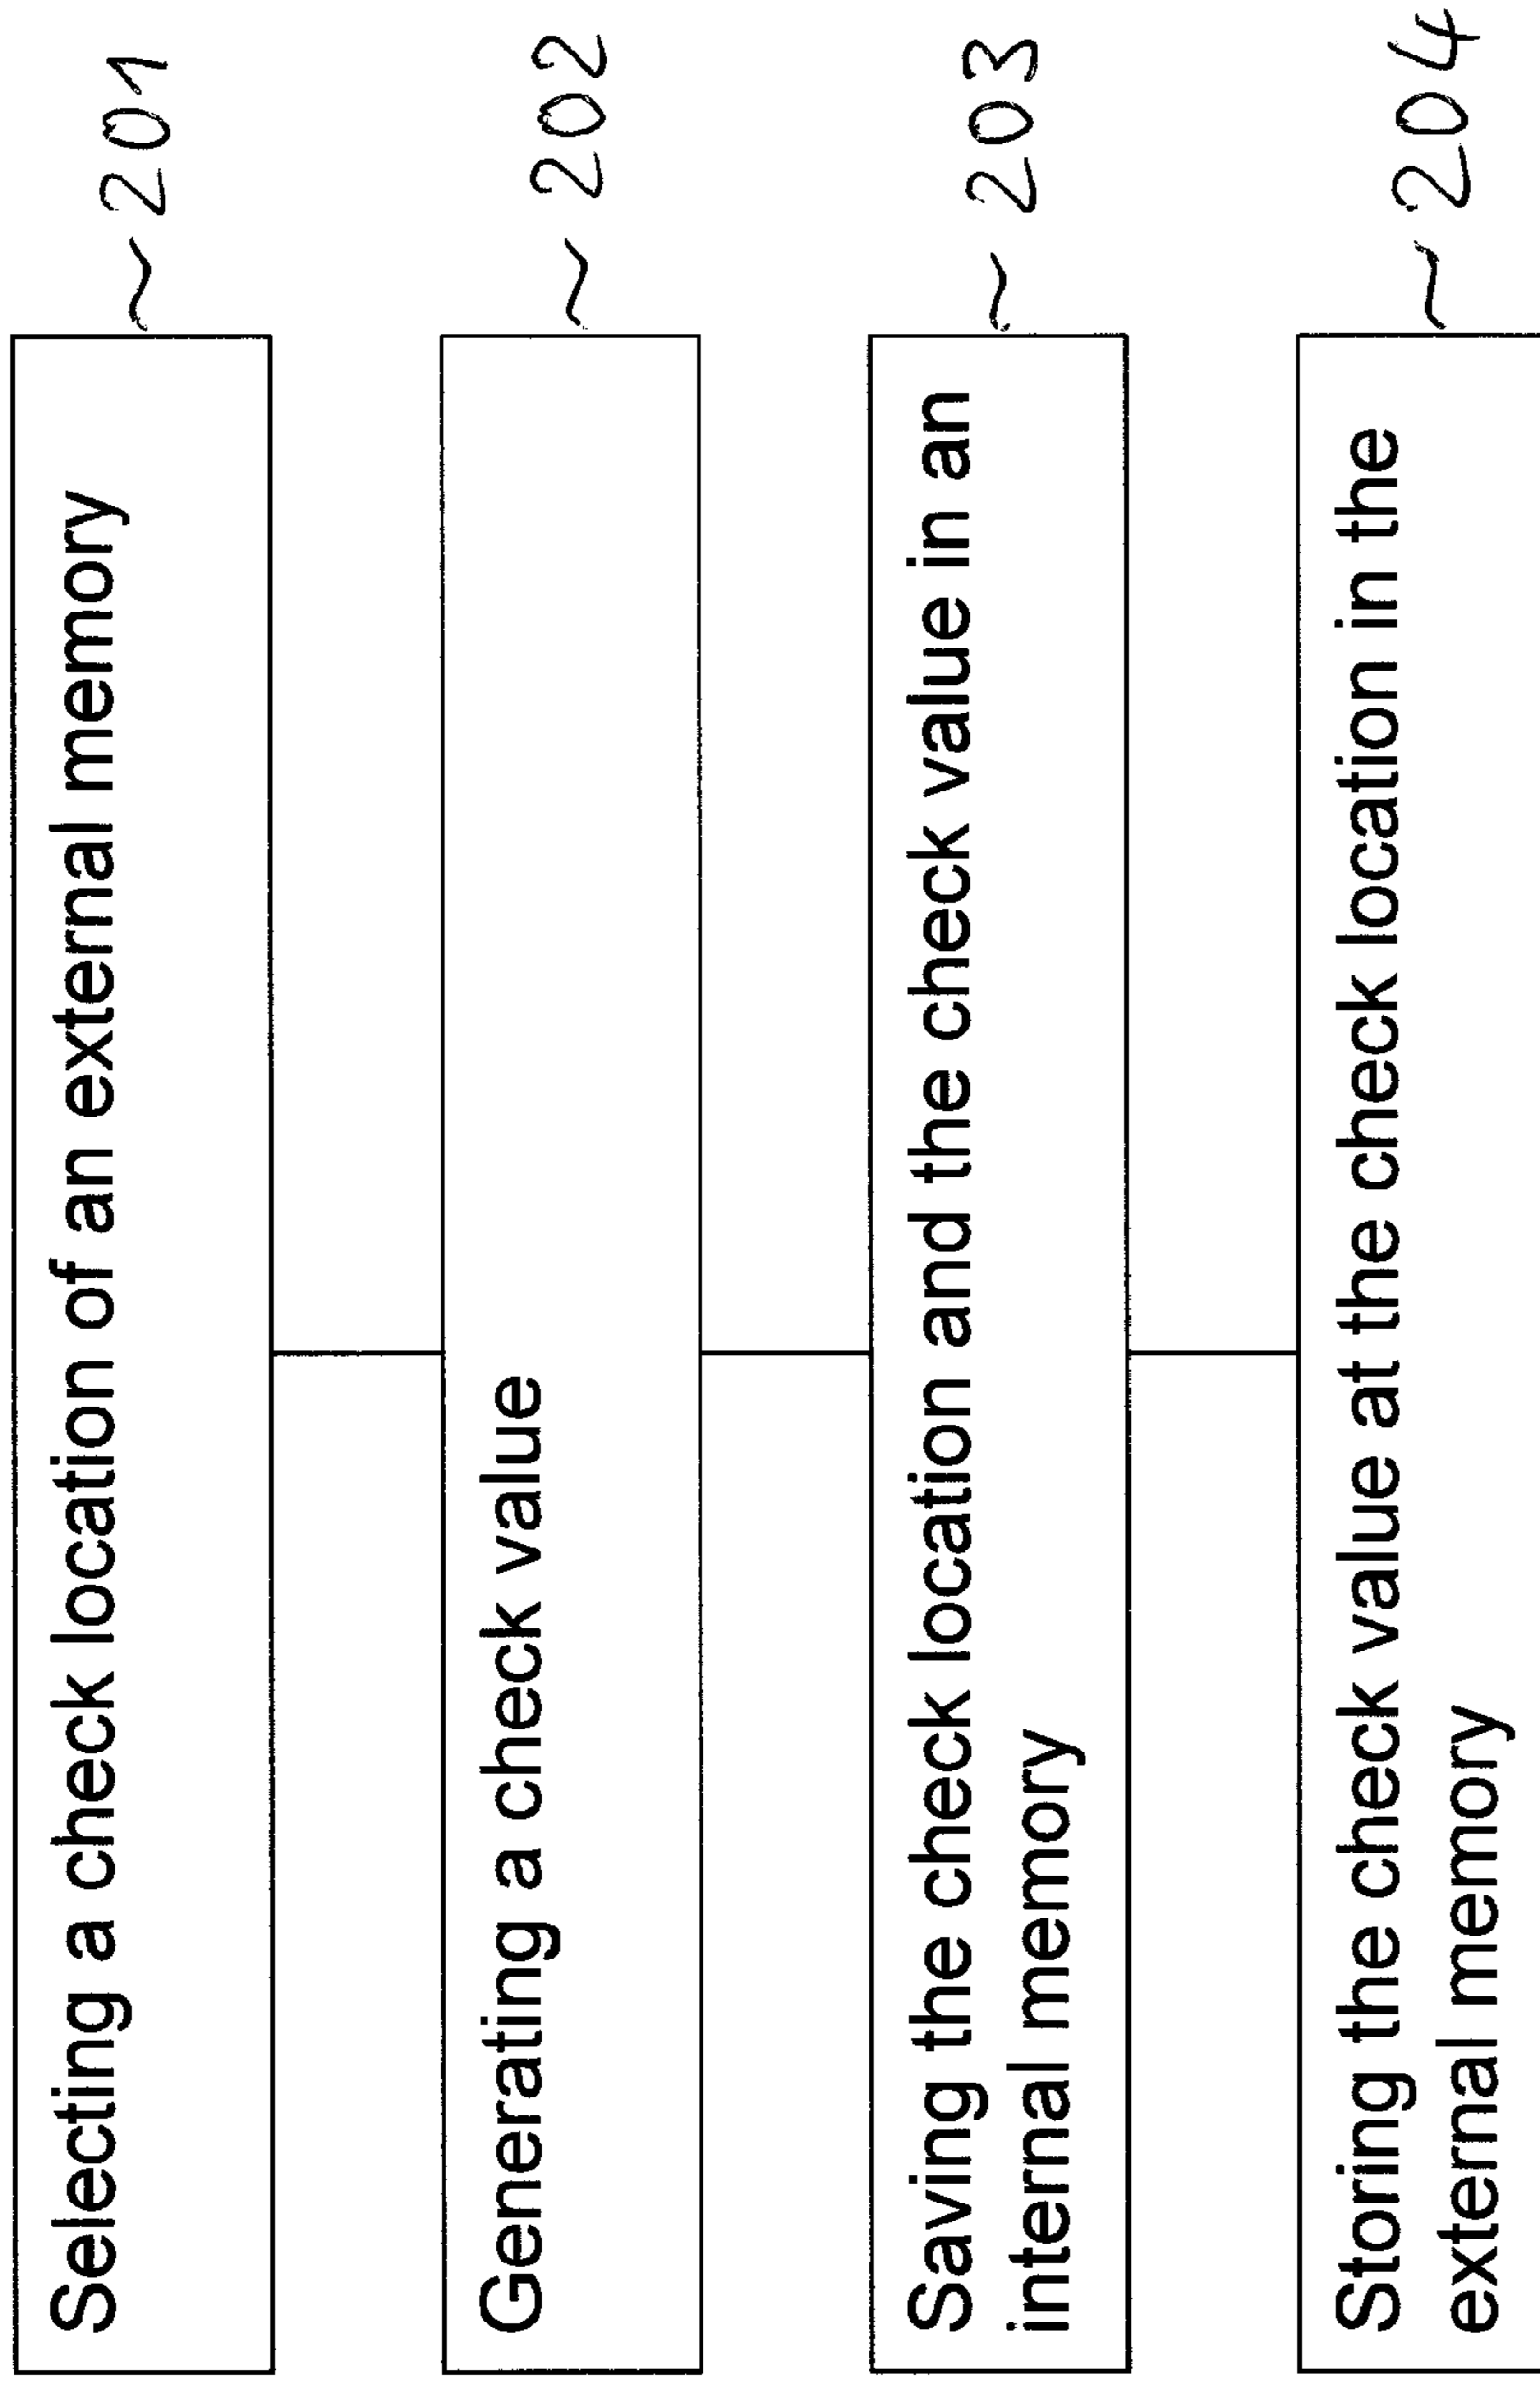 Selecting a check location of an external memory
~201
Generating a check value
~202
Saving the check location and the check value in an
internal memory
~203
Storing the check value at the check location in the
external memory
~204